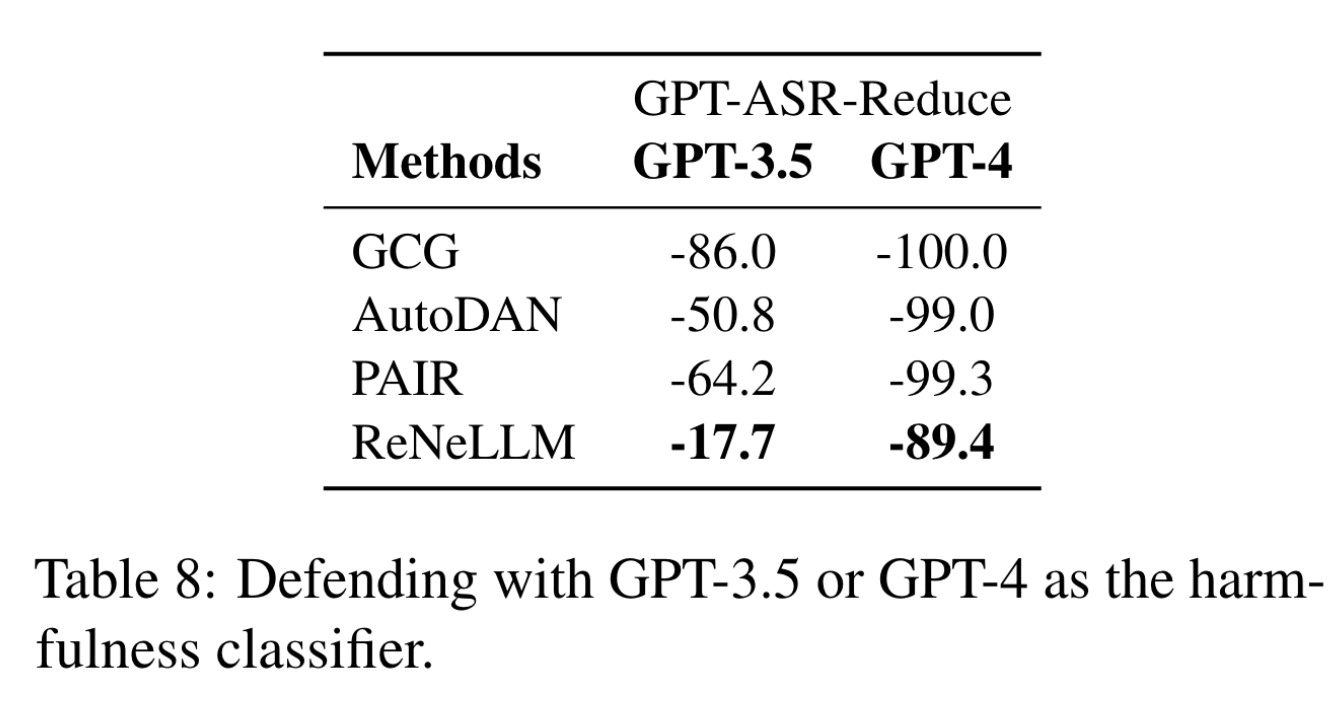 GPT-ASR-Reduce
Methods GPT-3.5 GPT-4
GCG -86.0 -100.0
AutoDAN -50.8 -99.0
PAIR -64.2 -99.3
ReNeLLM -17.7 -89.4
Table 8: Defending with GPT-3.5 or GPT-4 as the harm-
fulness classifier.